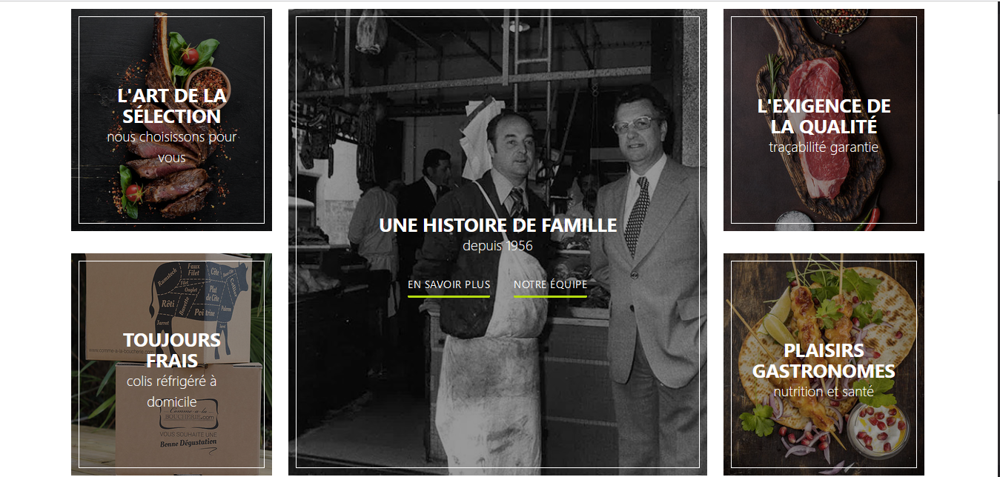 L'ART DE LA
SÉLECTION
nous choisissons pour
vous
UNE HISTOIRE DE FAMILLE
depuis 1956
EN SAVOIR PLUS
NOTRE ÉQUIPE
L'EXIGENCE DE
LA QUALITÉ
traçabilité garantie
Rumsteck
Faux
Filet
Côte
Collier
Filet
Onglet
Plat
de Côte
Rôti
Bavette
Poitrine
Jarret
www.comme-a-la-boucherie.com
TOUJOURS
FRAIS
colis réfrigéré à
domicile
Comme à la
BOUCHERIE.com
VOUS SOUHAITE UNE
Bonne Dégustation
PLAISIRS
GASTRONOMES
nutrition et santé